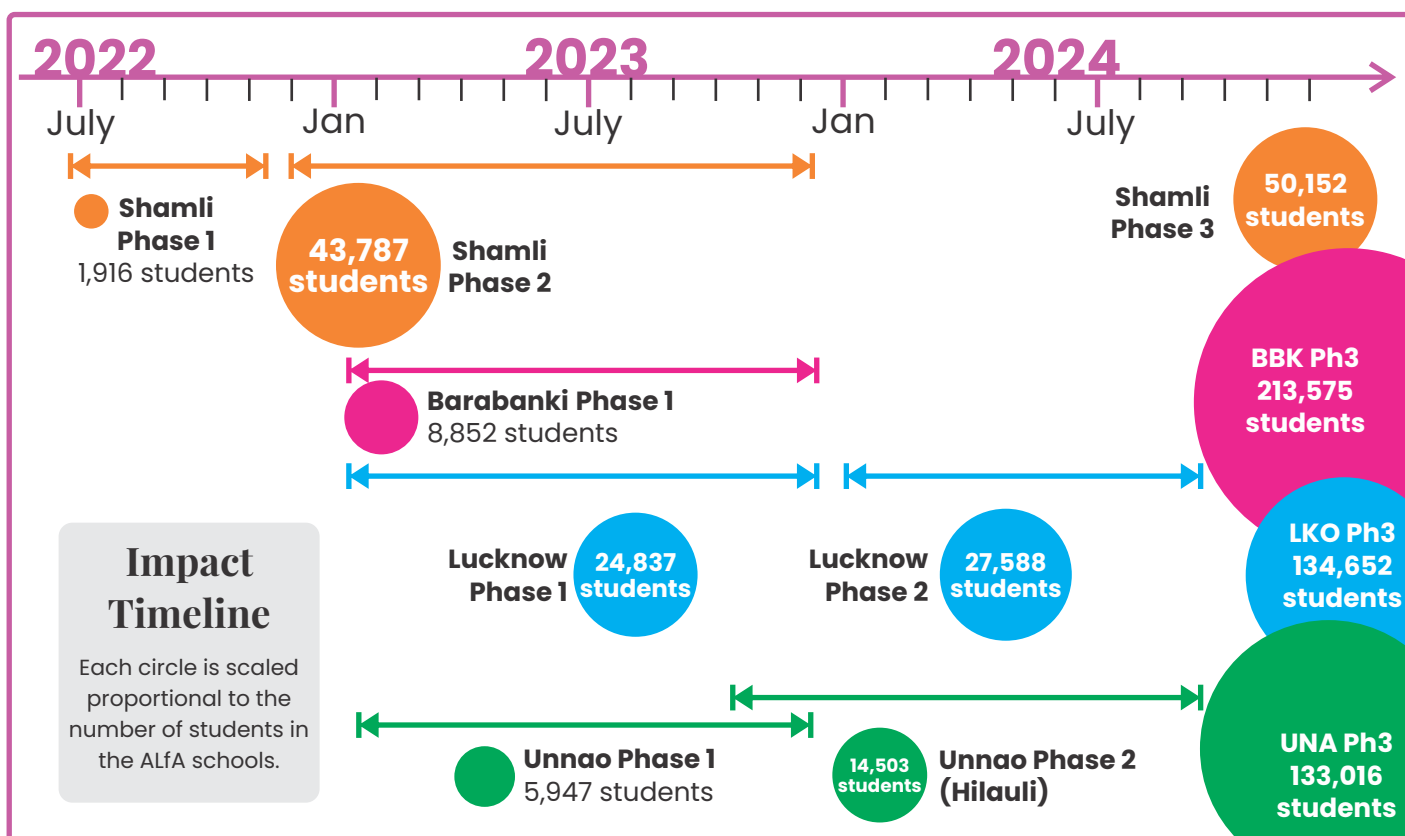 2022
2023
2024
July
Jan
July
Jan
July
Shamli
Phase 1
1,916 students
43,787
students
Shamli
Phase 2
Shamli
Phase 3
50,152
students
Barabanki Phase 1
8,852 students
BBK Ph3
213,575
students
Lucknow
Phase 1
24,837
students
Lucknow
Phase 2
27,588
students
LKO Ph3
134,652
students
Impact
Timeline
Each circle is scaled
proportional to the
number of students in
the ALfA schools.
Unnao Phase 1
5,947 students
14,503
students
Unnao Phase 2
(Hilauli)
UNA Ph3
133,016
students